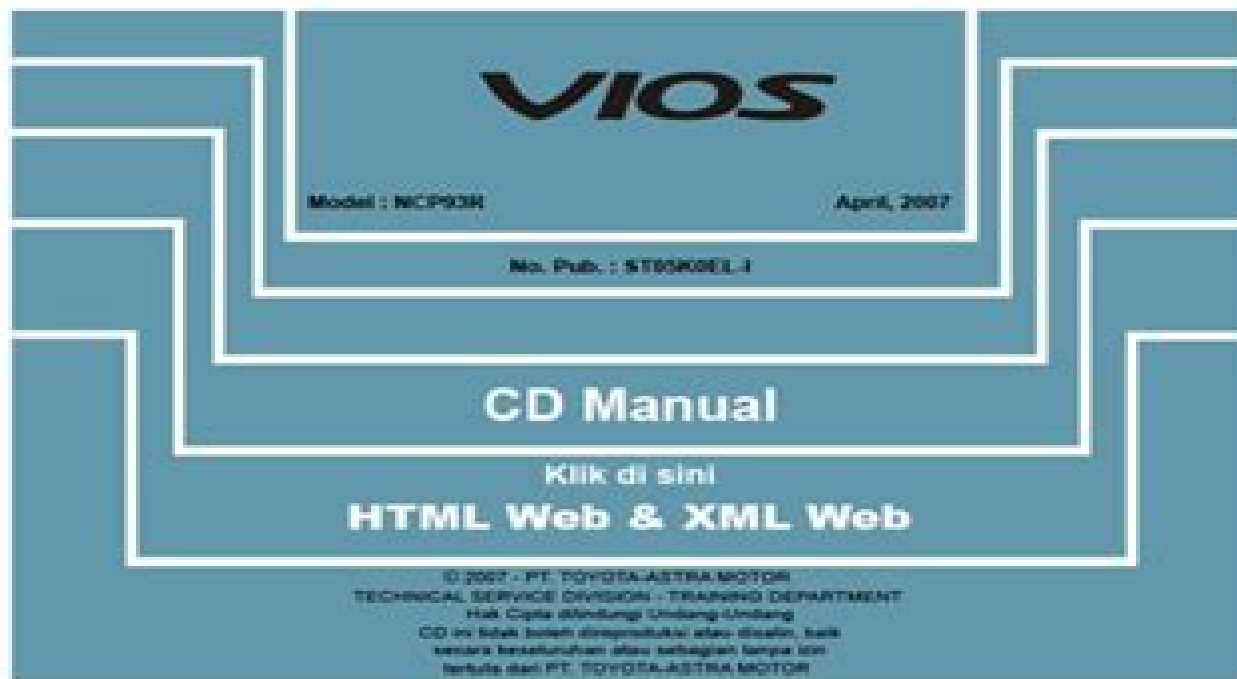 VIOS
Model : NCP93R
April, 2007
No. Pub. : ST05K0EL-I
CD Manual
Klik di sini
HTML Web & XML Web
© 2007 - PT. TOYOTA-ASTRA MOTOR
TECHNICAL SERVICE DIVISION - TRAINING DEPARTMENT
Hak Cipta dilindungi Undang-Undang
CD ini tidak boleh direproduksi atau disalin, baik
secara keseluruhan atau sebagian tanpa izin
tertulis dari PT. TOYOTA-ASTRA MOTOR